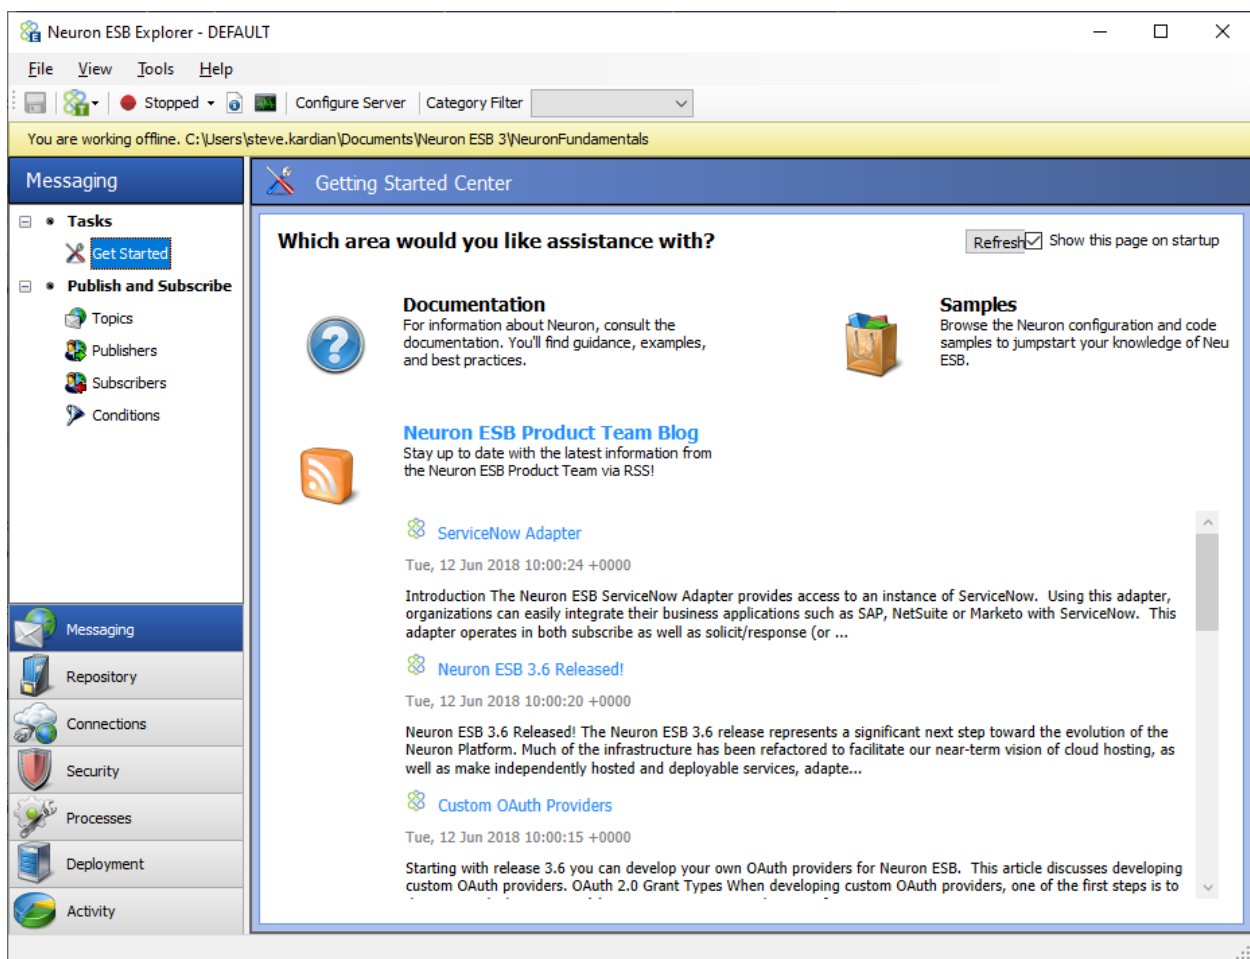 Neuron ESB Explorer - DEFAULT
File View Tools Help
Stopped Configure Server Category Filter
You are working offline. C:\Users\steve.kardian\Documents\Neuron ESB 3\NeuronFundamentals
Messaging
Getting Started Center
Tasks
Get Started
Publish and Subscribe
Topics
Publishers
Subscribers
Conditions
Messaging
Repository
Connections
Security
Processes
Deployment
Activity
Which area would you like assistance with?
Refresh Show this page on startup
Documentation
For information about Neuron, consult the
documentation. You'll find guidance, examples,
and best practices.
Samples
Browse the Neuron configuration and code
samples to jumpstart your knowledge of Neu
ESB.
Neuron ESB Product Team Blog
Stay up to date with the latest information from
the Neuron ESB Product Team via RSS!
ServiceNow Adapter
Tue, 12 Jun 2018 10:00:24 +0000
Introduction The Neuron ESB ServiceNow Adapter provides access to an instance of ServiceNow. Using this adapter,
organizations can easily integrate their business applications such as SAP, NetSuite or Marketo with ServiceNow. This
adapter operates in both subscribe as well as solicit/response (or ...
Neuron ESB 3.6 Released!
Tue, 12 Jun 2018 10:00:20 +0000
Neuron ESB 3.6 Released! The Neuron ESB 3.6 release represents a significant next step toward the evolution of the
Neuron Platform. Much of the infrastructure has been refactored to facilitate our near-term vision of cloud hosting, as
well as make independently hosted and deployable services, adapte...
Custom OAuth Providers
Tue, 12 Jun 2018 10:00:15 +0000
Starting with release 3.6 you can develop your own OAuth providers for Neuron ESB. This article discusses developing
custom OAuth providers. OAuth 2.0 Grant Types When developing custom OAuth providers, one of the first steps is to